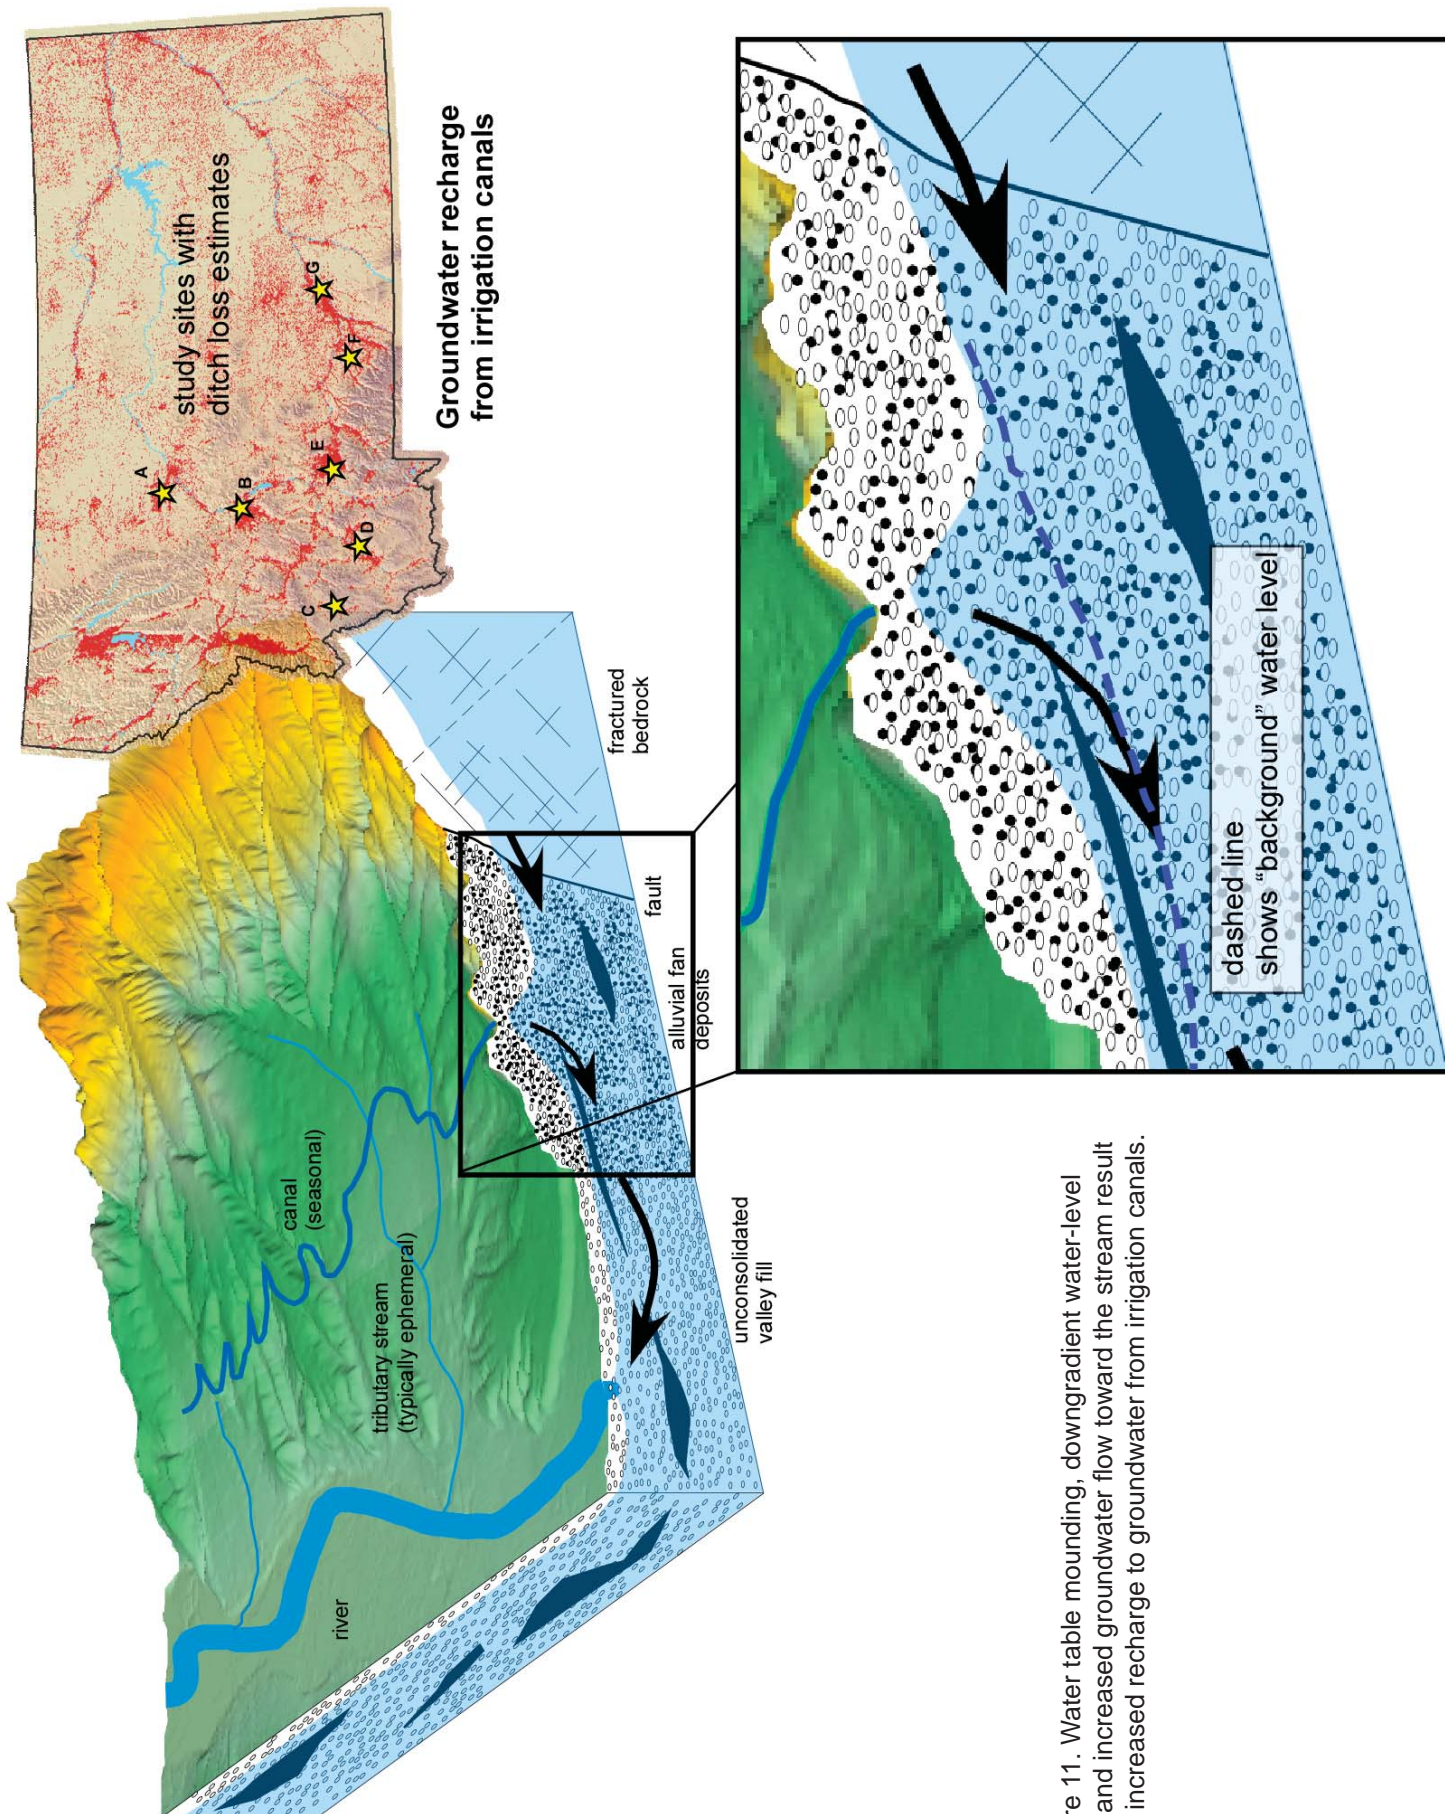 study sites with
ditch loss estimates
A
B
C
D
E
F
G
Groundwater recharge
from irrigation canals
canal
(seasonal)
tributary stream
(typically ephemeral)
river
fractured
bedrock
fault
alluvial fan
deposits
unconsolidated
valley fill
dashed line
shows "background" water level
re 11. Water table mounding, downgradient water-level
and increased groundwater flow toward the stream result
increased recharge to groundwater from irrigation canals.